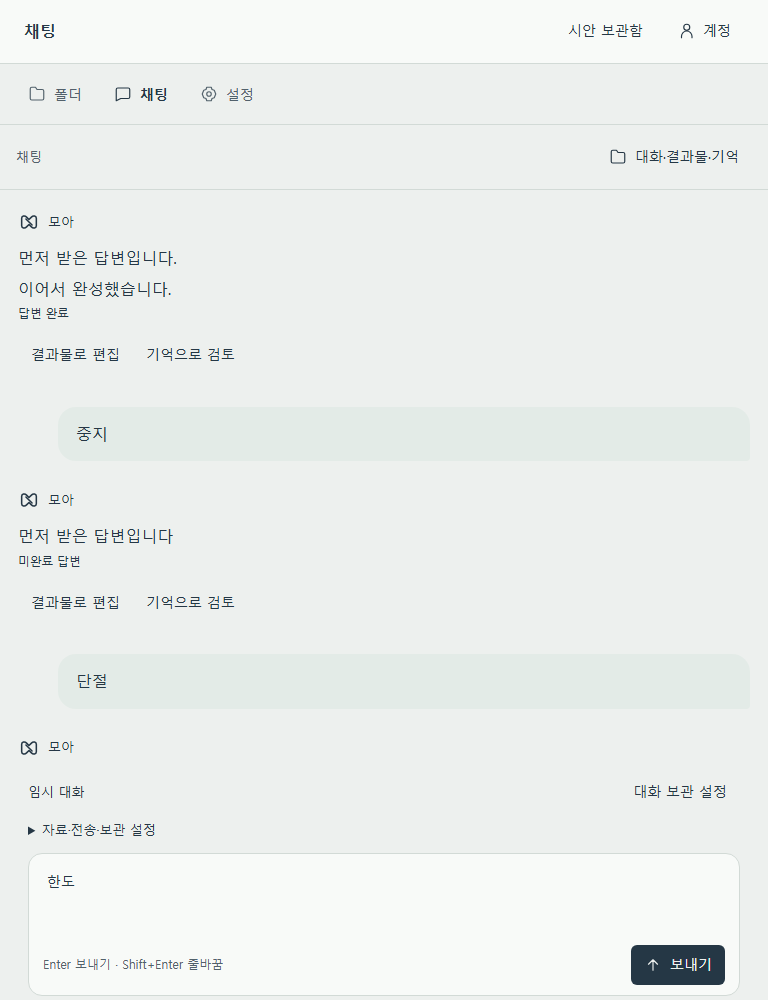 채팅
시안 보관함
계정
폴더
채팅
설정
채팅
대화·결과물·기억
모아
먼저 받은 답변입니다.
이어서 완성했습니다.
답변 완료
결과물로 편집
기억으로 검토
중지
모아
먼저 받은 답변입니다
미완료 답변
결과물로 편집
기억으로 검토
단절
모아
임시 대화
대화 보관 설정
자료·전송·보관 설정
한도
Enter 보내기 · Shift+Enter 줄바꿈
보내기